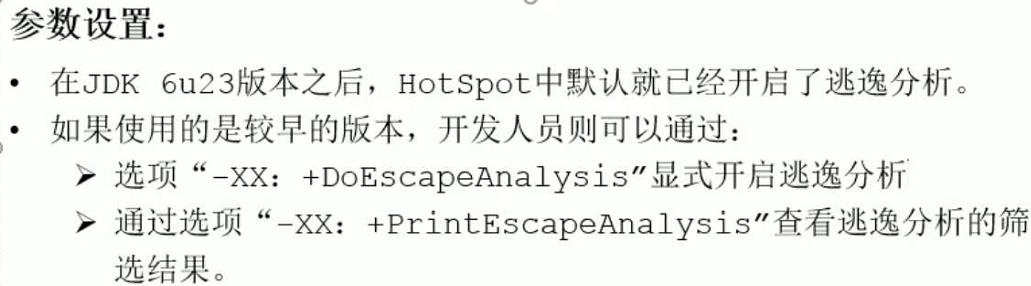 参数设置：
• 在JDK 6u23版本之后，HotSpot中默认就已经开启了逃逸分析。
• 如果使用的是较早的版本，开发人员则可以通过：
➢ 选项“-XX：+DoEscapeAnalysis”显式开启逃逸分析
➢ 通过选项“-XX：+PrintEscapeAnalysis”查看逃逸分析的筛
选结果。